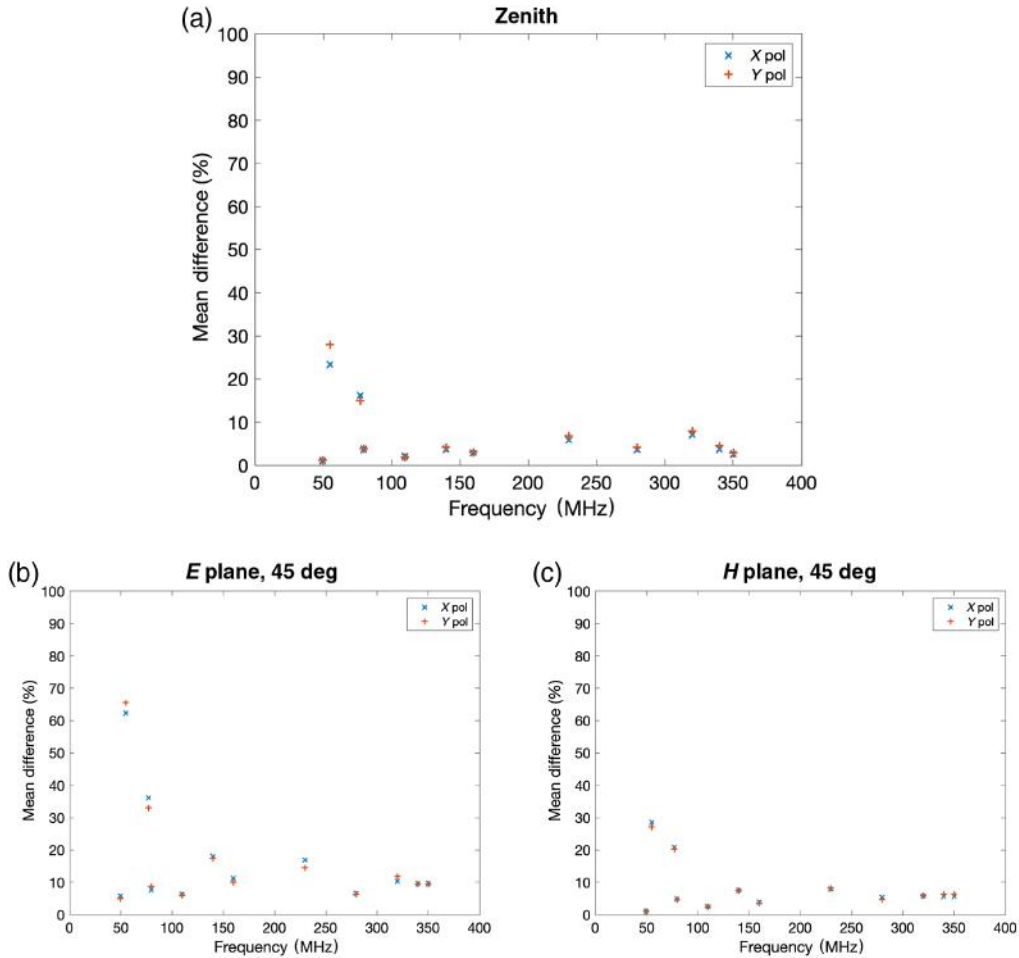 (a)
Zenith
100
90
80
70
60
50
40
30
20
10
0
Mean difference (%)
X pol
Y pol
0 50 100 150 200 250 300 350 400
Frequency (MHz)
(b)
E plane, 45 deg
100
90
80
70
60
50
40
30
20
10
0
Mean difference (%)
X pol
Y pol
0 50 100 150 200 250 300 350 400
Frequency (MHz)
(c)
H plane, 45 deg
100
90
80
70
60
50
40
30
20
10
0
Mean difference (%)
X pol
Y pol
0 50 100 150 200 250 300 350 400
Frequency (MHz)